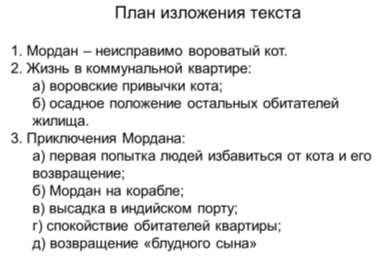 План изложения текста
1. Мордан – неисправимо вороватый кот.
2. Жизнь в коммунальной квартире:
а) воровские привычки кота;
б) осадное положение остальных обитателей
жилища.
3. Приключения Мордана:
а) первая попытка людей избавиться от кота и его
возвращение;
б) Мордан на корабле;
в) высадка в индийском порту;
г) спокойствие обитателей квартиры;
д) возвращение «блудного сына»